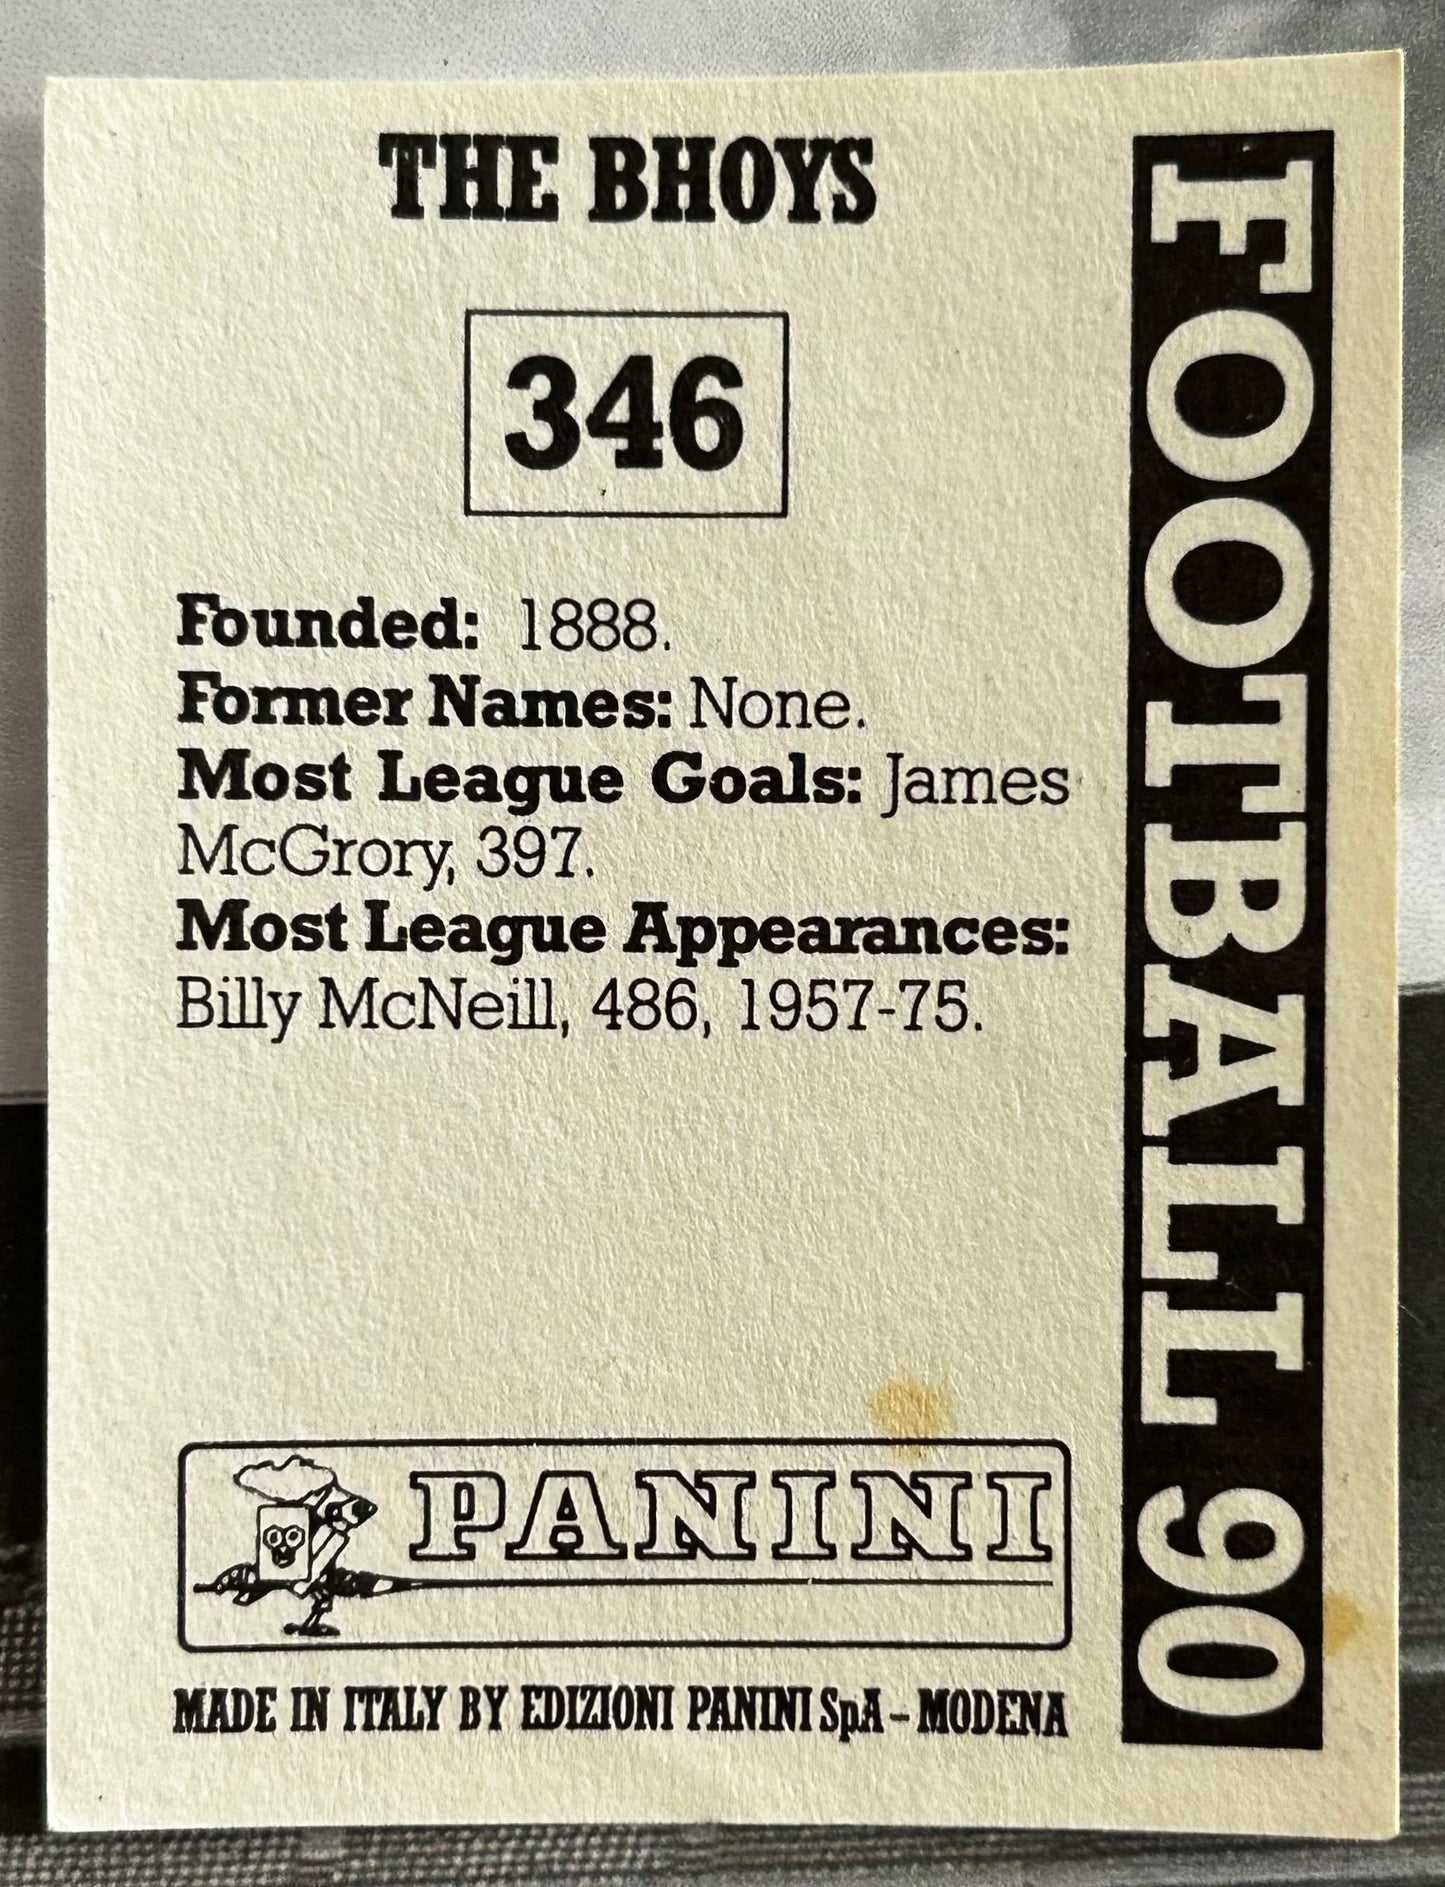 THE BHOYS
346
Founded: 1888.
Former Names: None.
Most League Goals: James
McGrory, 397.
Most League Appearances:
Billy McNeill, 486, 1957-75.
PANINI
MADE IN ITALY BY EDIZIONI PANINI SpA - MODENA
FOOTBALL 90